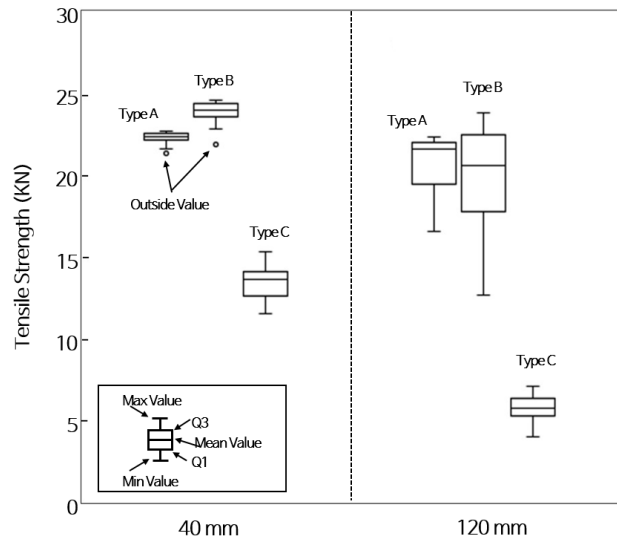 30
25
20
15
10
5
0
Tensile Strength (KN)
Type A
Type B
Outside Value
Type C
Type A
Type B
Type C
Max Value
Q3
Mean Value
Q1
Min Value
40 mm
120 mm